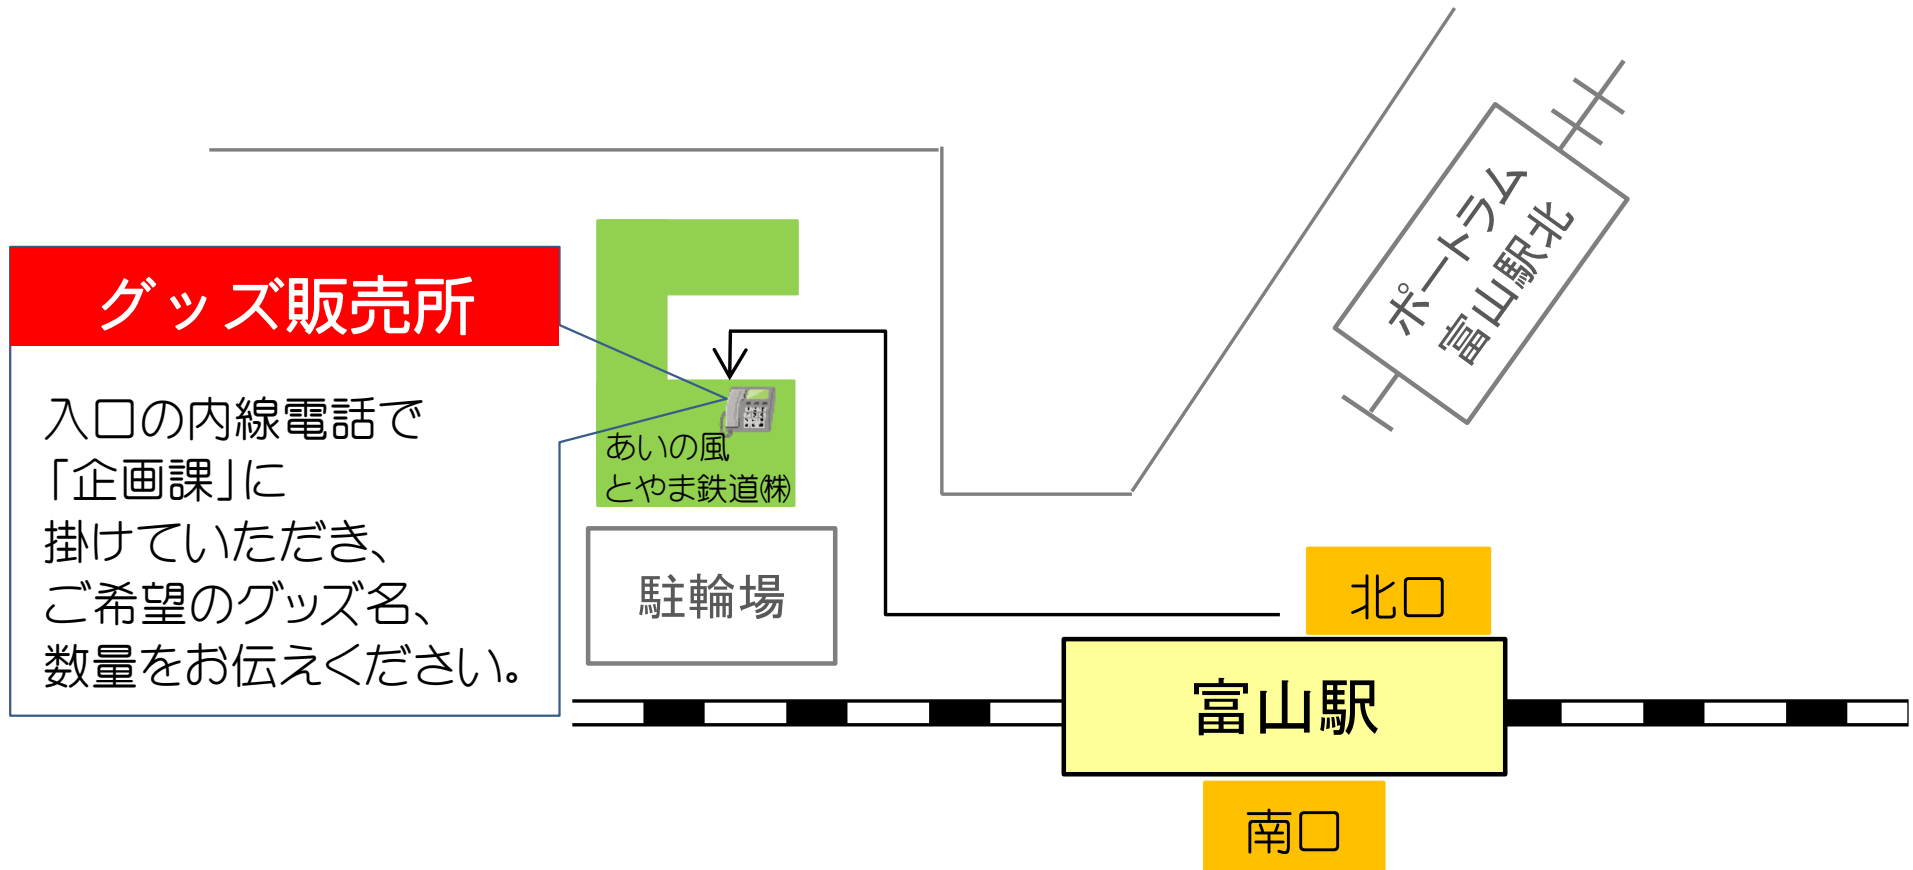 グッズ販売所
入口の内線電話で
「企画課」に
掛けていただき、
ご希望のグッズ名、
数量をお伝えください。
あいの風
とやま鉄道㈱
駐輪場
ポートラム
富山駅北
北口
富山駅
南口